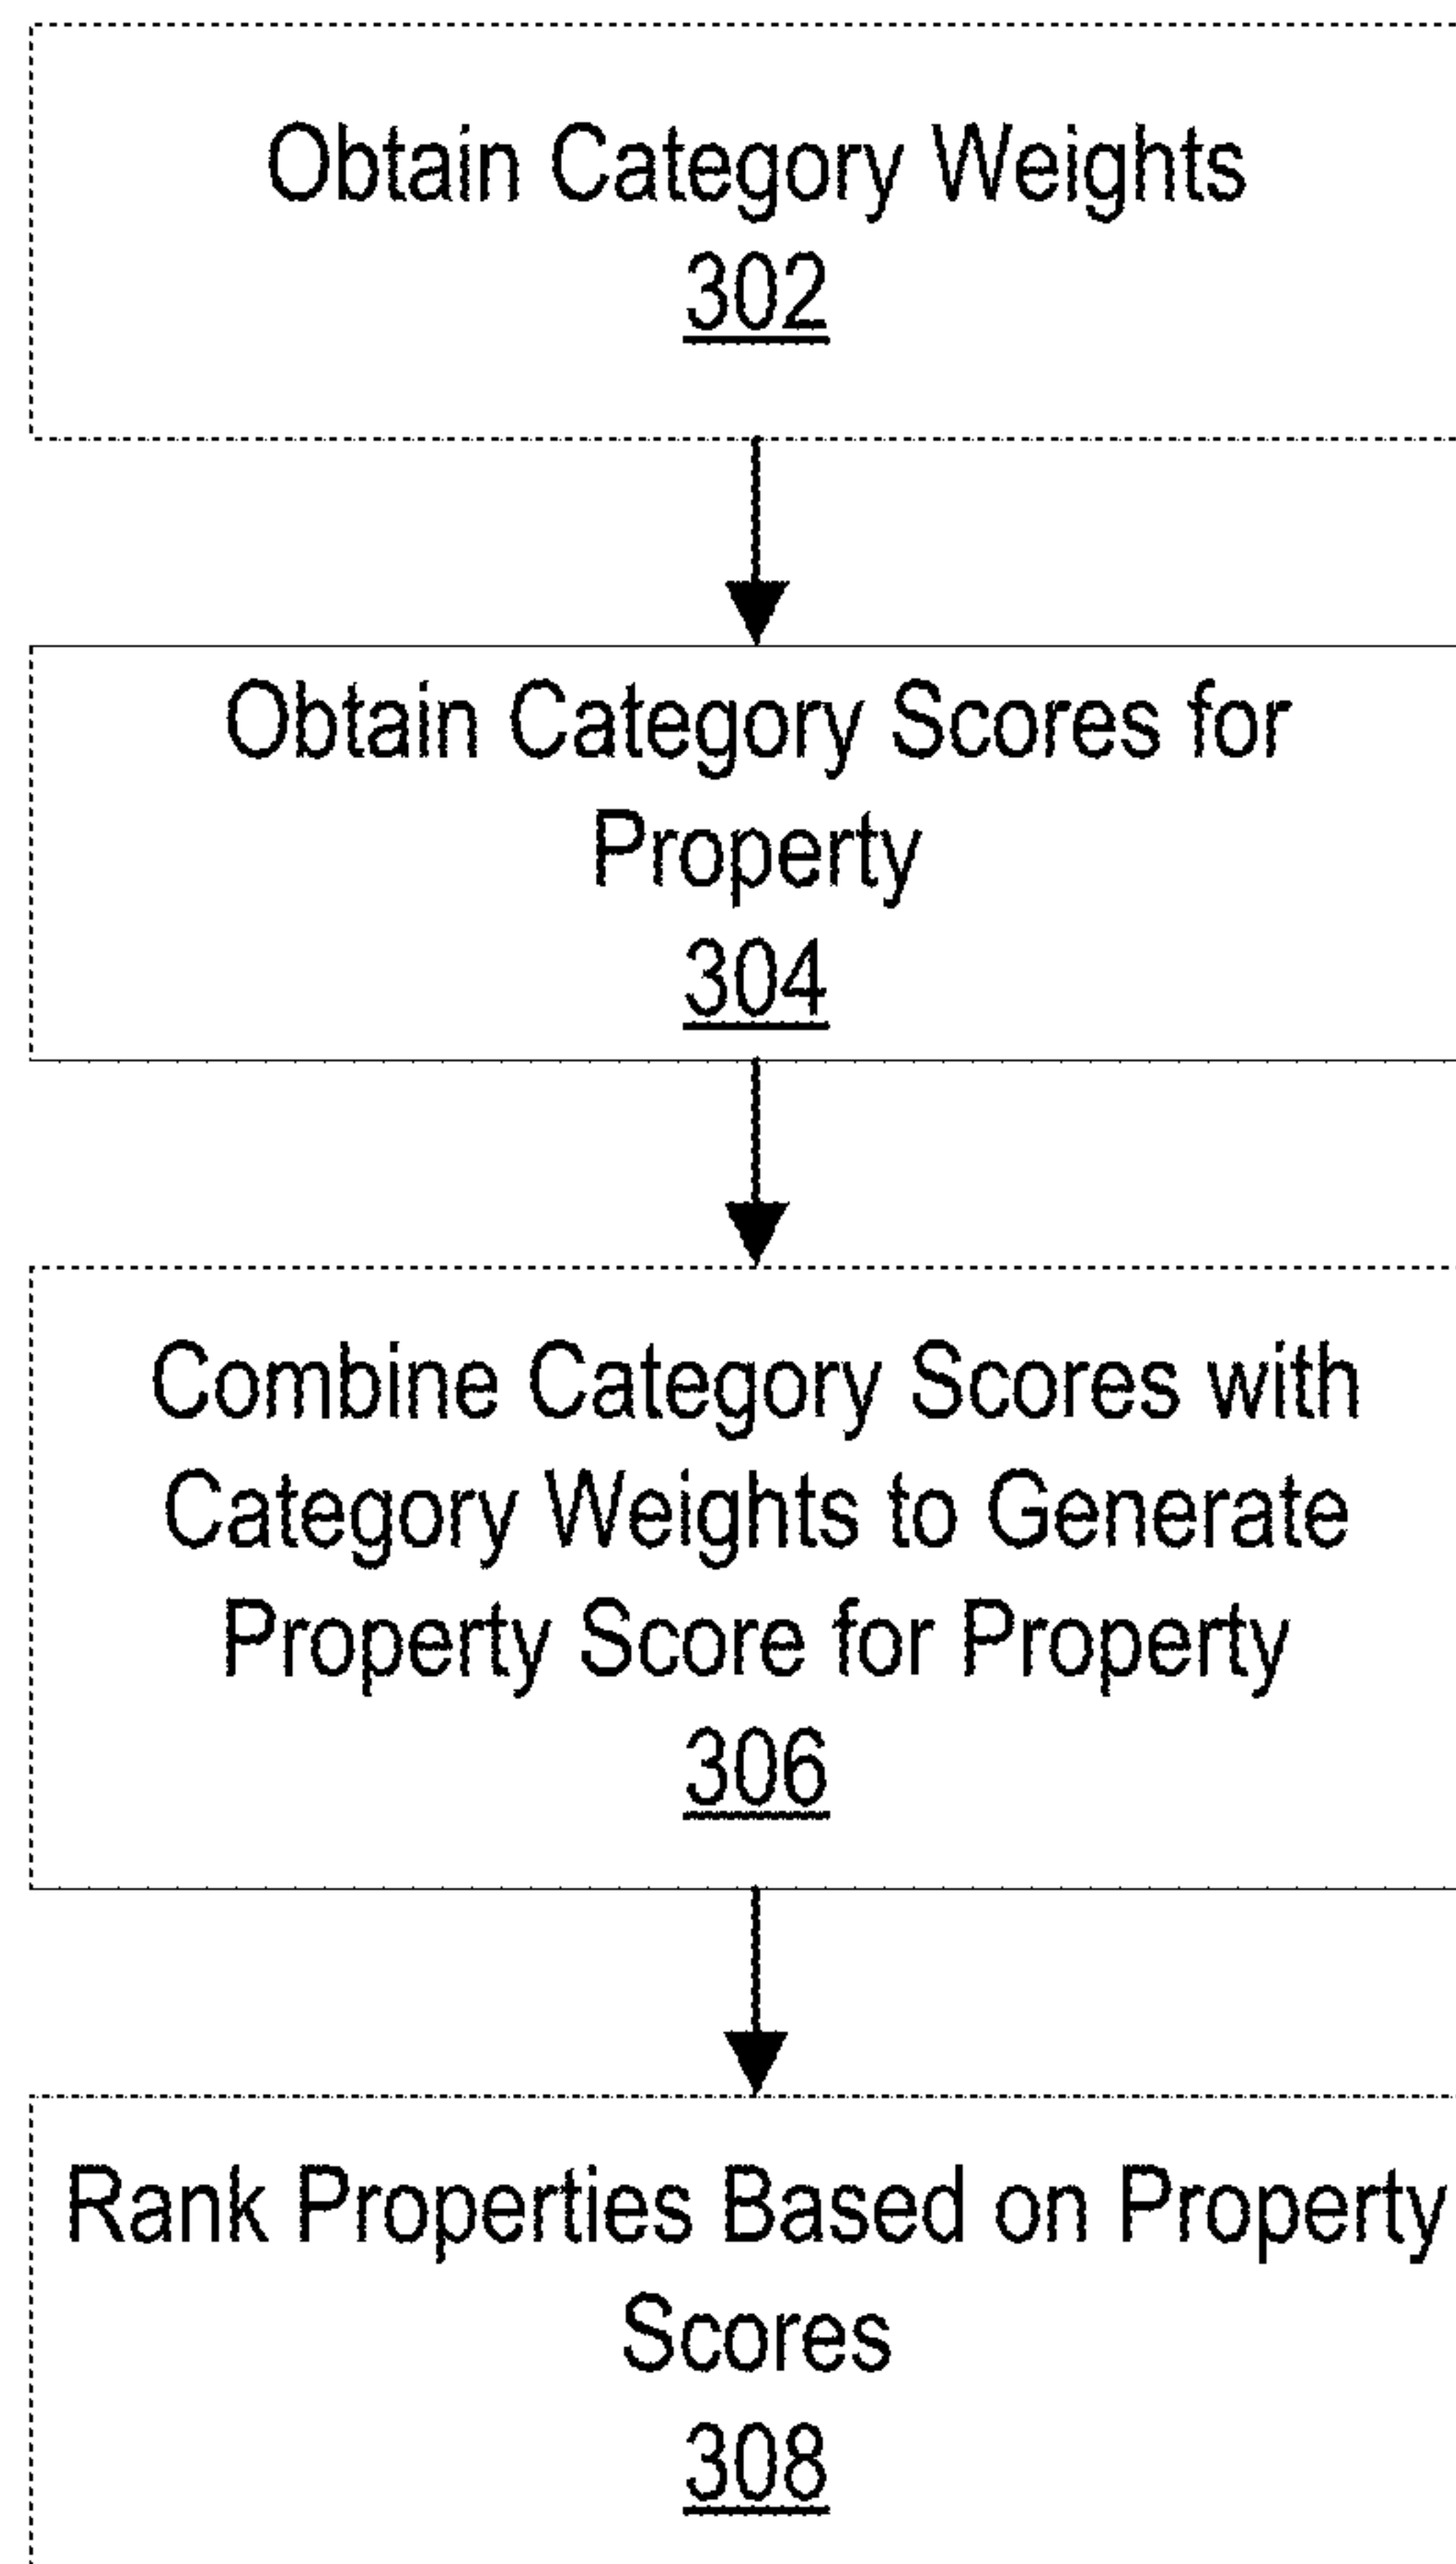 Obtain Category Weights
302
Obtain Category Scores for
Property
304
Combine Category Scores with
Category Weights to Generate
Property Score for Property
306
Rank Properties Based on Property
Scores
308